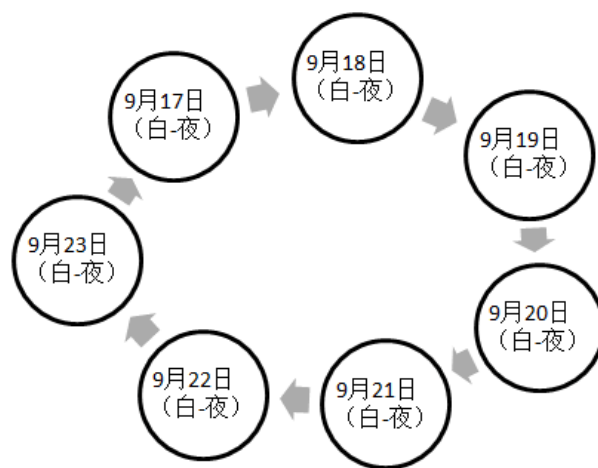 9月17日
（白-夜）
9月18日
（白-夜）
9月19日
（白-夜）
9月20日
（白-夜）
9月21日
（白-夜）
9月22日
（白-夜）
9月23日
（白-夜）